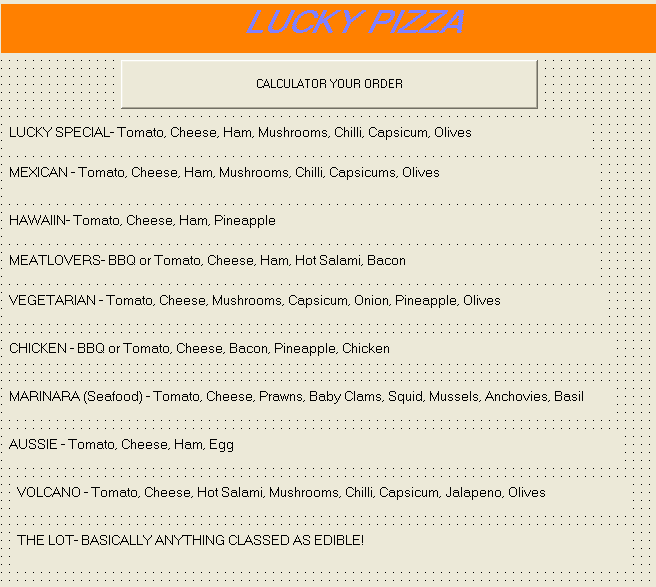 LUCKY PIZZA
CALCULATOR YOUR ORDER
LUCKY SPECIAL- Tomato, Cheese, Ham, Mushrooms, Chilli, Capsicum, Olives
MEXICAN - Tomato, Cheese, Ham, Mushrooms, Chilli, Capsicums, Olives
HAWAIIN- Tomato, Cheese, Ham, Pineapple
MEATLOVERS- BBQ or Tomato, Cheese, Ham, Hot Salami, Bacon
VEGETARIAN - Tomato, Cheese, Mushrooms, Capsicum, Onion, Pineapple, Olives
CHICKEN - BBQ or Tomato, Cheese, Bacon, Pineapple, Chicken
MARINARA (Seafood) - Tomato, Cheese, Prawns, Baby Clams, Squid, Mussels, Anchovies, Basil
AUSSIE - Tomato, Cheese, Ham, Egg
VOLCANO - Tomato, Cheese, Hot Salami, Mushrooms, Chilli, Capsicum, Jalapeno, Olives
THE LOT- BASICALLY ANYTHING CLASSED AS EDIBLE!